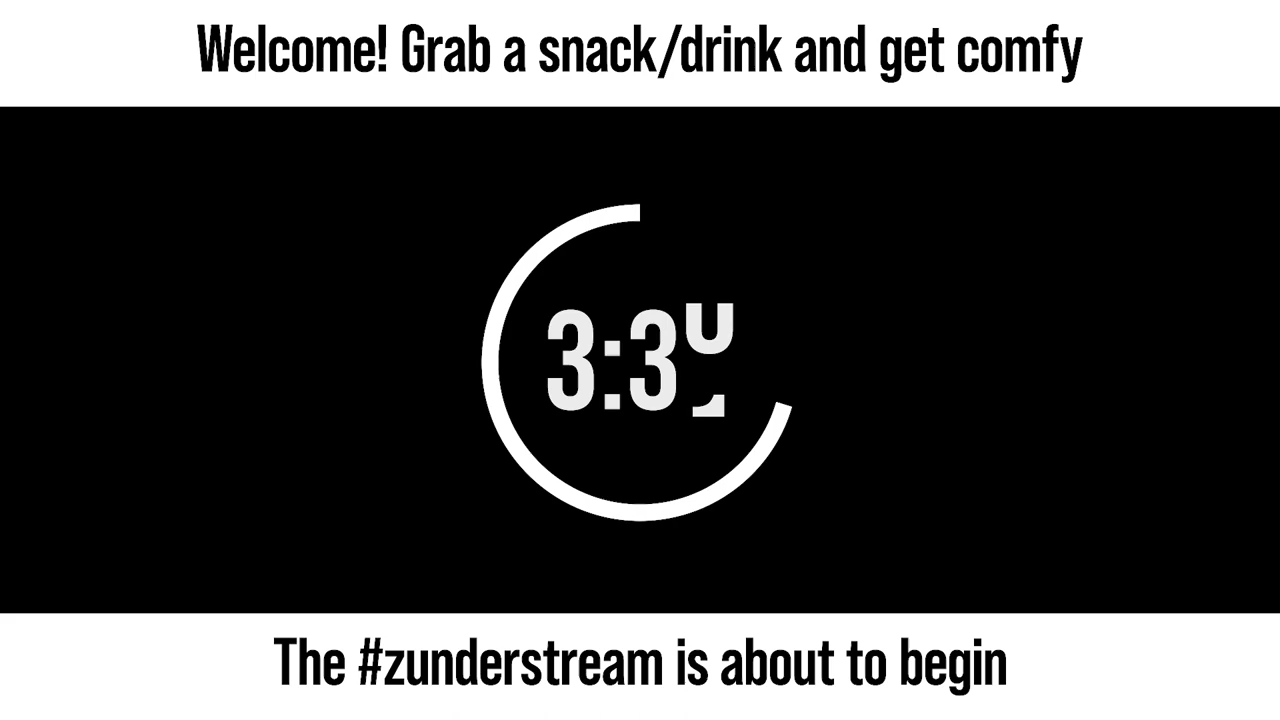 Welcome! Grab a snack/drink and get comfy
3:3
The #zunderstream is about to begin